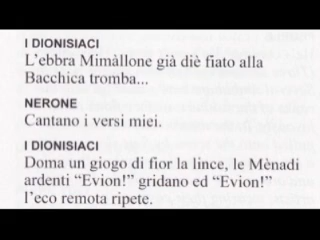 I DIONISIACI
L'ebbra Mimàllone già diè fiato alla
Bacchica tromba...
NERONE
Cantano i versi miei.
I DIONISIACI
Doma un giogo di fior la lince, le Mènadi
ardenti "Evion!" gridano ed "Evion!"
l'eco remota ripete.